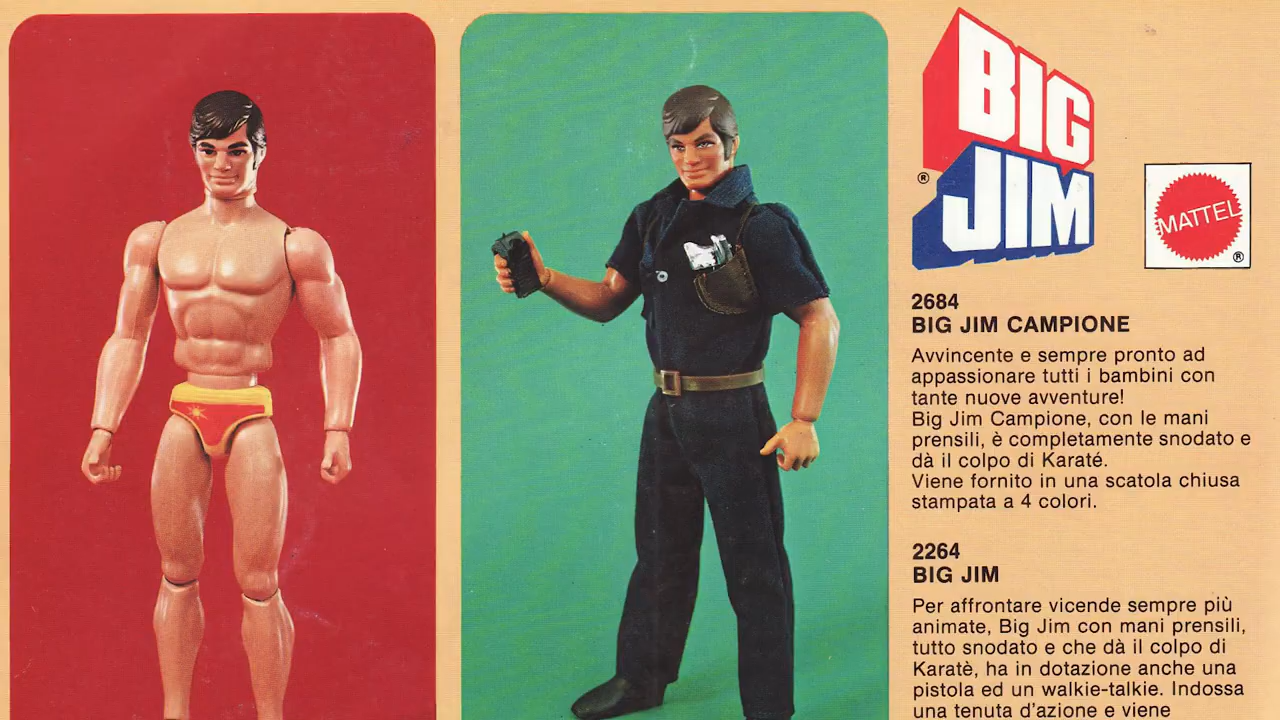 BIG
JIM
®
MATTEL
®
2684
BIG JIM CAMPIONE
Avvincente e sempre pronto ad
appassionare tutti i bambini con
tante nuove avventure!
Big Jim Campione, con le mani
prensili, è completamente snodato e
dà il colpo di Karaté.
Viene fornito in una scatola chiusa
stampata a 4 colori.
2264
BIG JIM
Per affrontare vicende sempre più
animate, Big Jim con mani prensili,
tutto snodato e che dà il colpo di
Karatè, ha in dotazione anche una
pistola ed un walkie-talkie. Indossa
una tenuta d'azione e viene